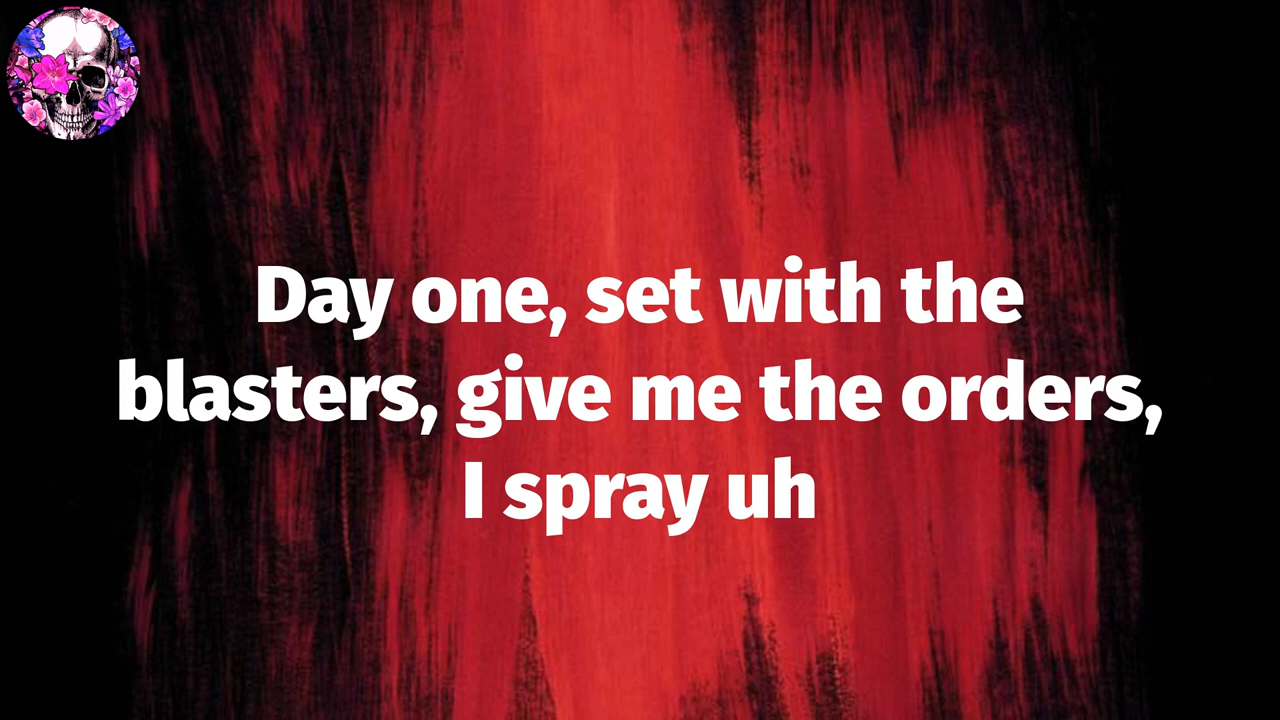 Day one, set with the
blasters, give me the orders,
I spray uh